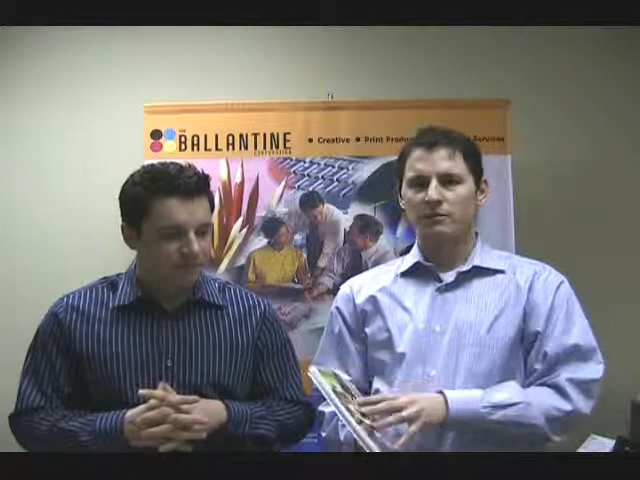 THE
BALLANTINE
CORPORATION
• Creative • Print Produ Services